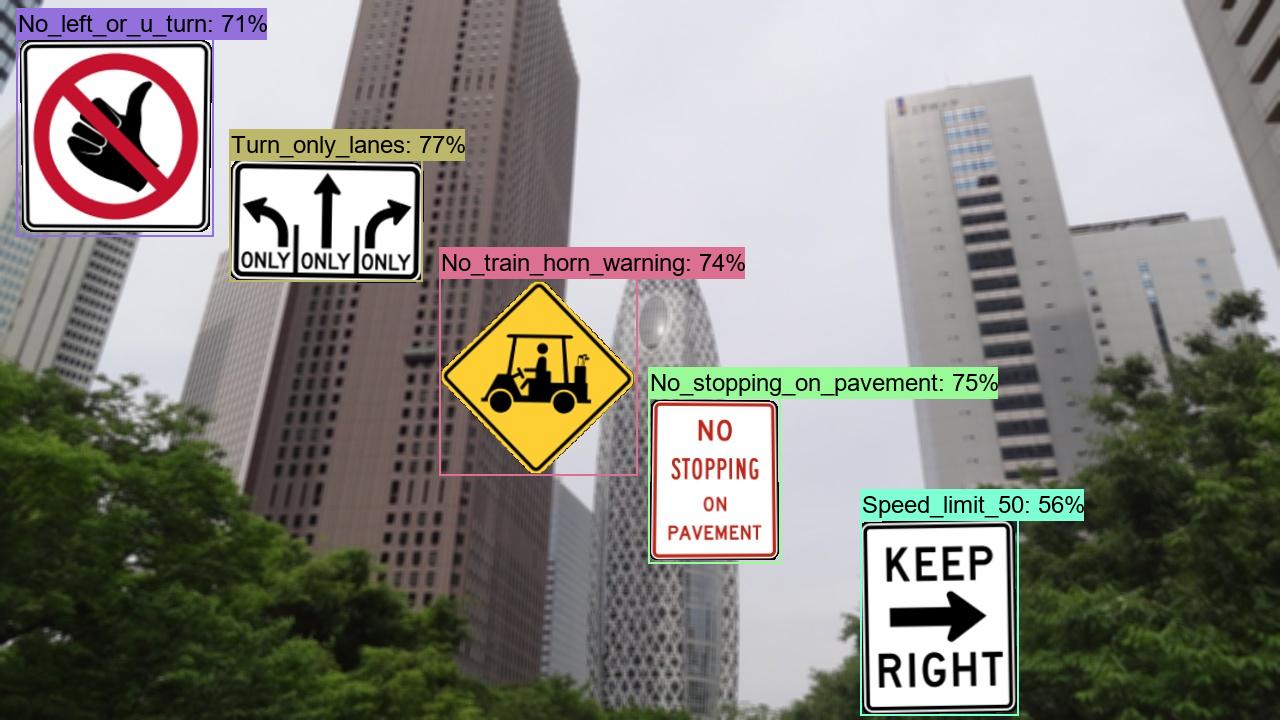 No_left_or_u_turn: 71%
Turn_only_lanes: 77%
ONLY ONLY ONLY
No_train_horn_warning: 74%
No_stopping_on_pavement: 75%
NO
STOPPING
ON
PAVEMENT
Speed_limit_50: 56%
KEEP
RIGHT